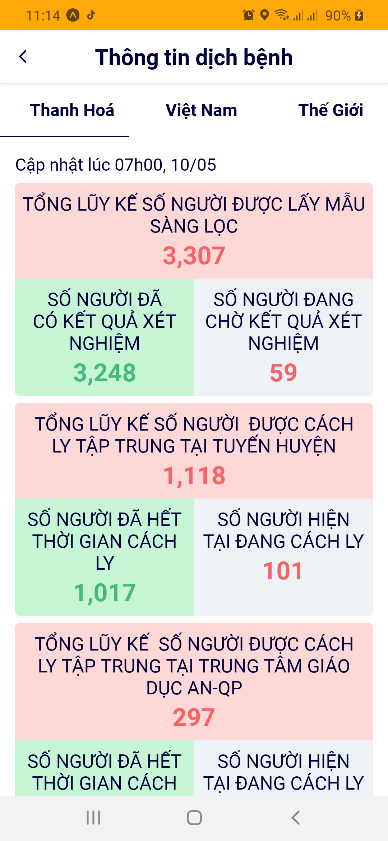 11:14
90%
Thông tin dịch bệnh
Thanh Hoá
Việt Nam
Thế Giới
Cập nhật lúc 07h00, 10/05
TỔNG LŨY KẾ SỐ NGƯỜI ĐƯỢC LẤY MẪU
SÀNG LỌC
3,307
SỐ NGƯỜI ĐÃ
CÓ KẾT QUẢ XÉT
NGHIỆM
3,248
SỐ NGƯỜI ĐANG
CHỜ KẾT QUẢ XÉT
NGHIỆM
59
TỔNG LŨY KẾ SỐ NGƯỜI ĐƯỢC CÁCH
LY TẬP TRUNG TẠI TUYẾN HUYỆN
1,118
SỐ NGƯỜI ĐÃ HẾT
THỜI GIAN CÁCH
LY
1,017
SỐ NGƯỜI HIỆN
TẠI ĐANG CÁCH LY
101
TỔNG LŨY KẾ SỐ NGƯỜI ĐƯỢC CÁCH
LY TẬP TRUNG TẠI TRUNG TÂM GIÁO
DỤC AN-QP
297
SỐ NGƯỜI ĐÃ HẾT
THỜI GIAN CÁCH
SỐ NGƯỜI HIỆN
TẠI ĐANG CÁCH LY